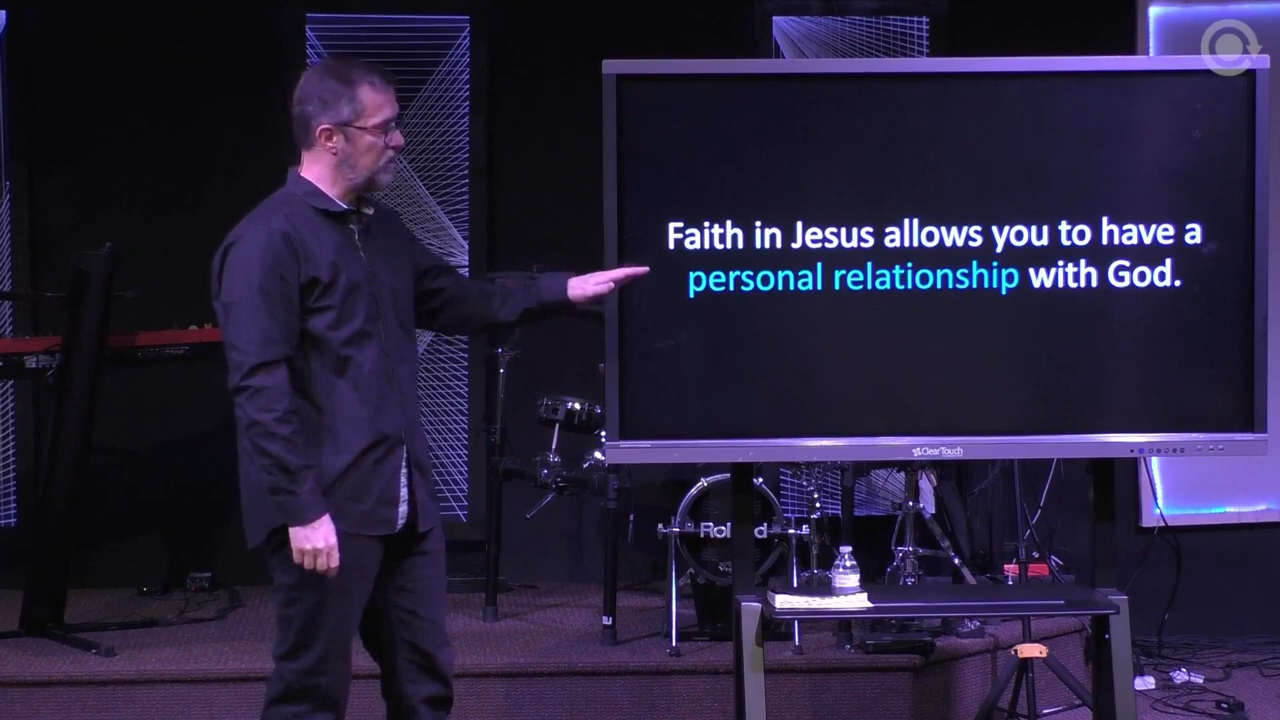 Faith in Jesus allows you to have a
personal relationship with God.
ClearTouch
Roland